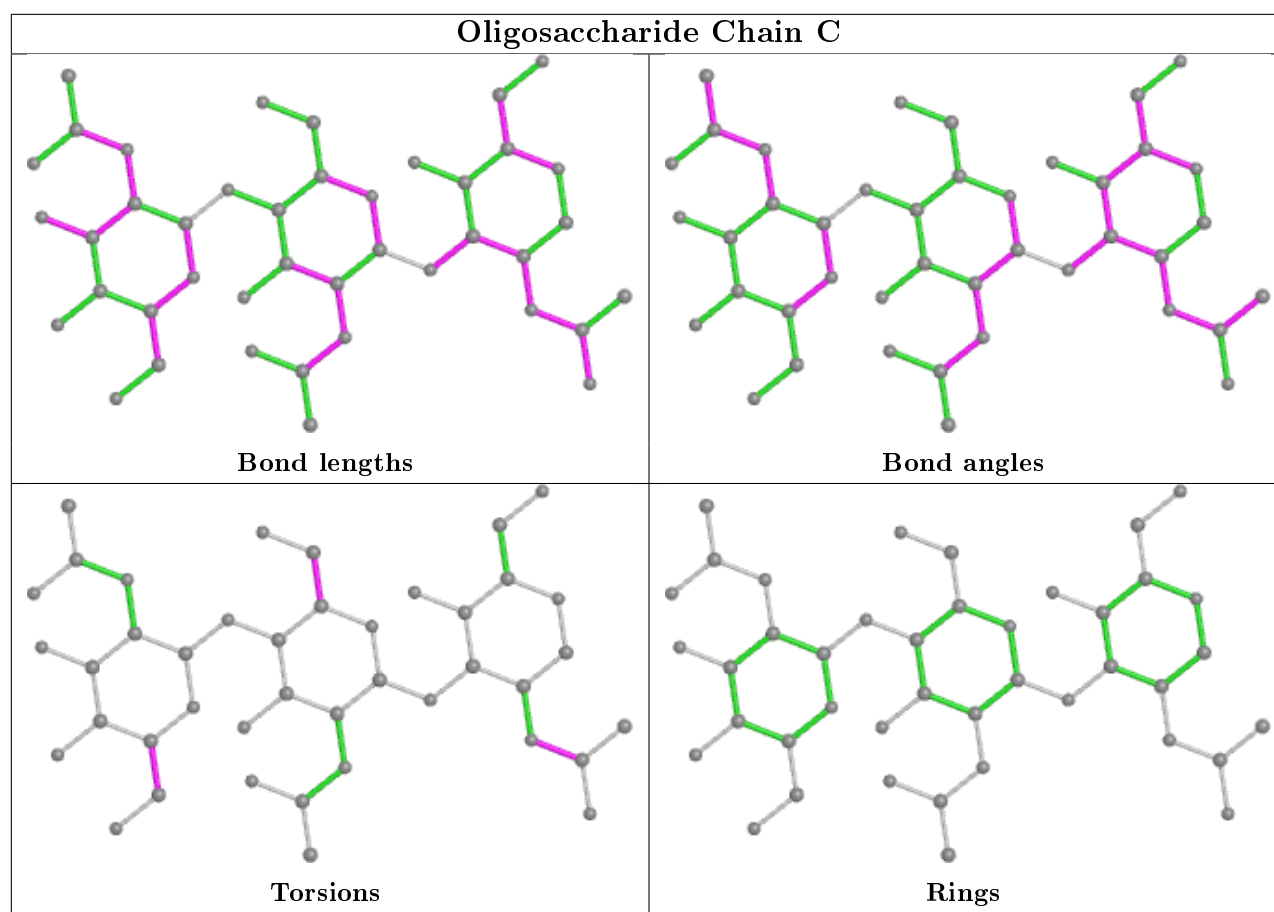 Oligosaccharide Chain C
Bond lengths
Bond angles
Torsions
Rings